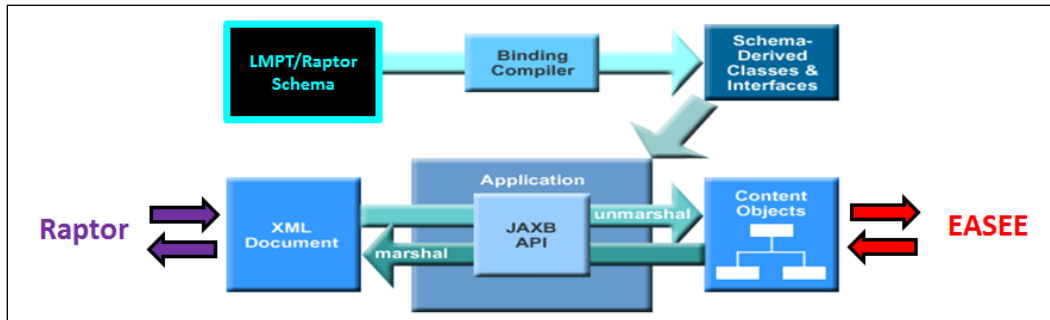 LMPT/Raptor
Schema
Binding
Compiler
Schema-
Derived
Classes &
Interfaces
Application
Raptor
XML
Document
JAXB
API
unmarshal
marshal
Content
Objects
EASEE